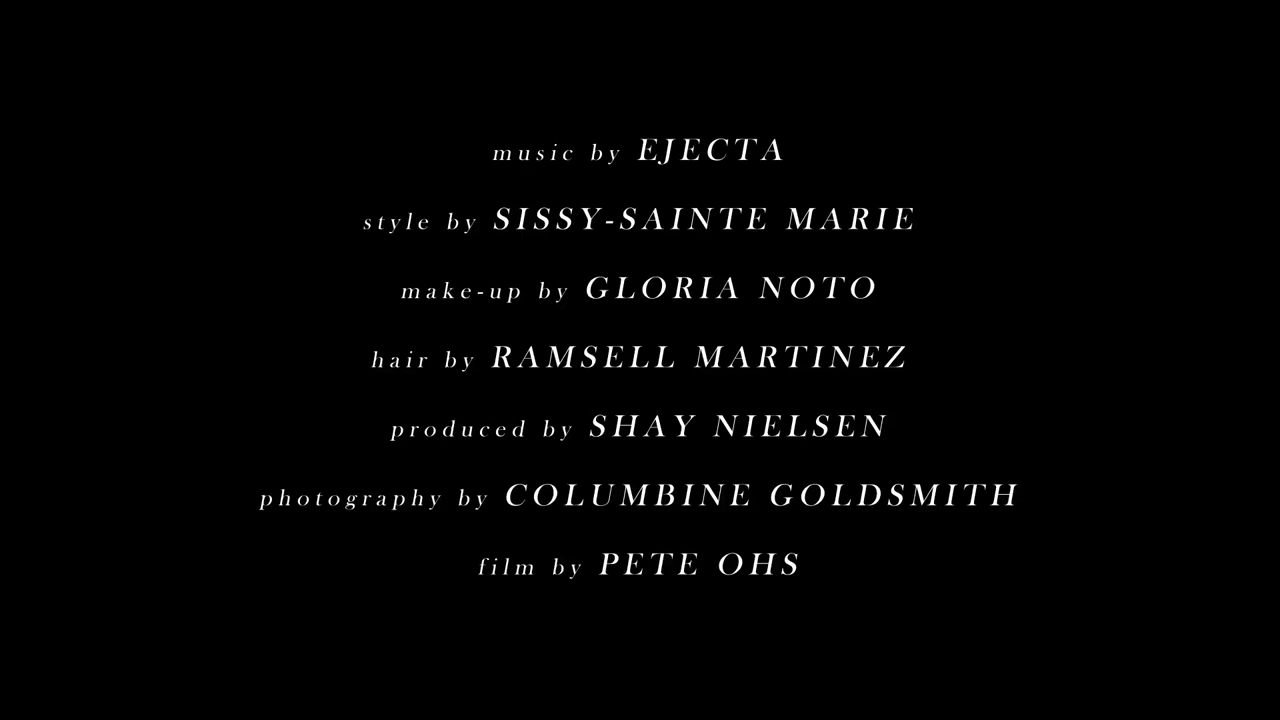 music by EJECTA
style by SISSY-SAINTE MARIE
make-up by GLORIA NOTO
hair by RAMSELL MARTINEZ
produced by SHAY NIELSEN
photography by COLUMBINE GOLDSMITH
film by PETE OHS